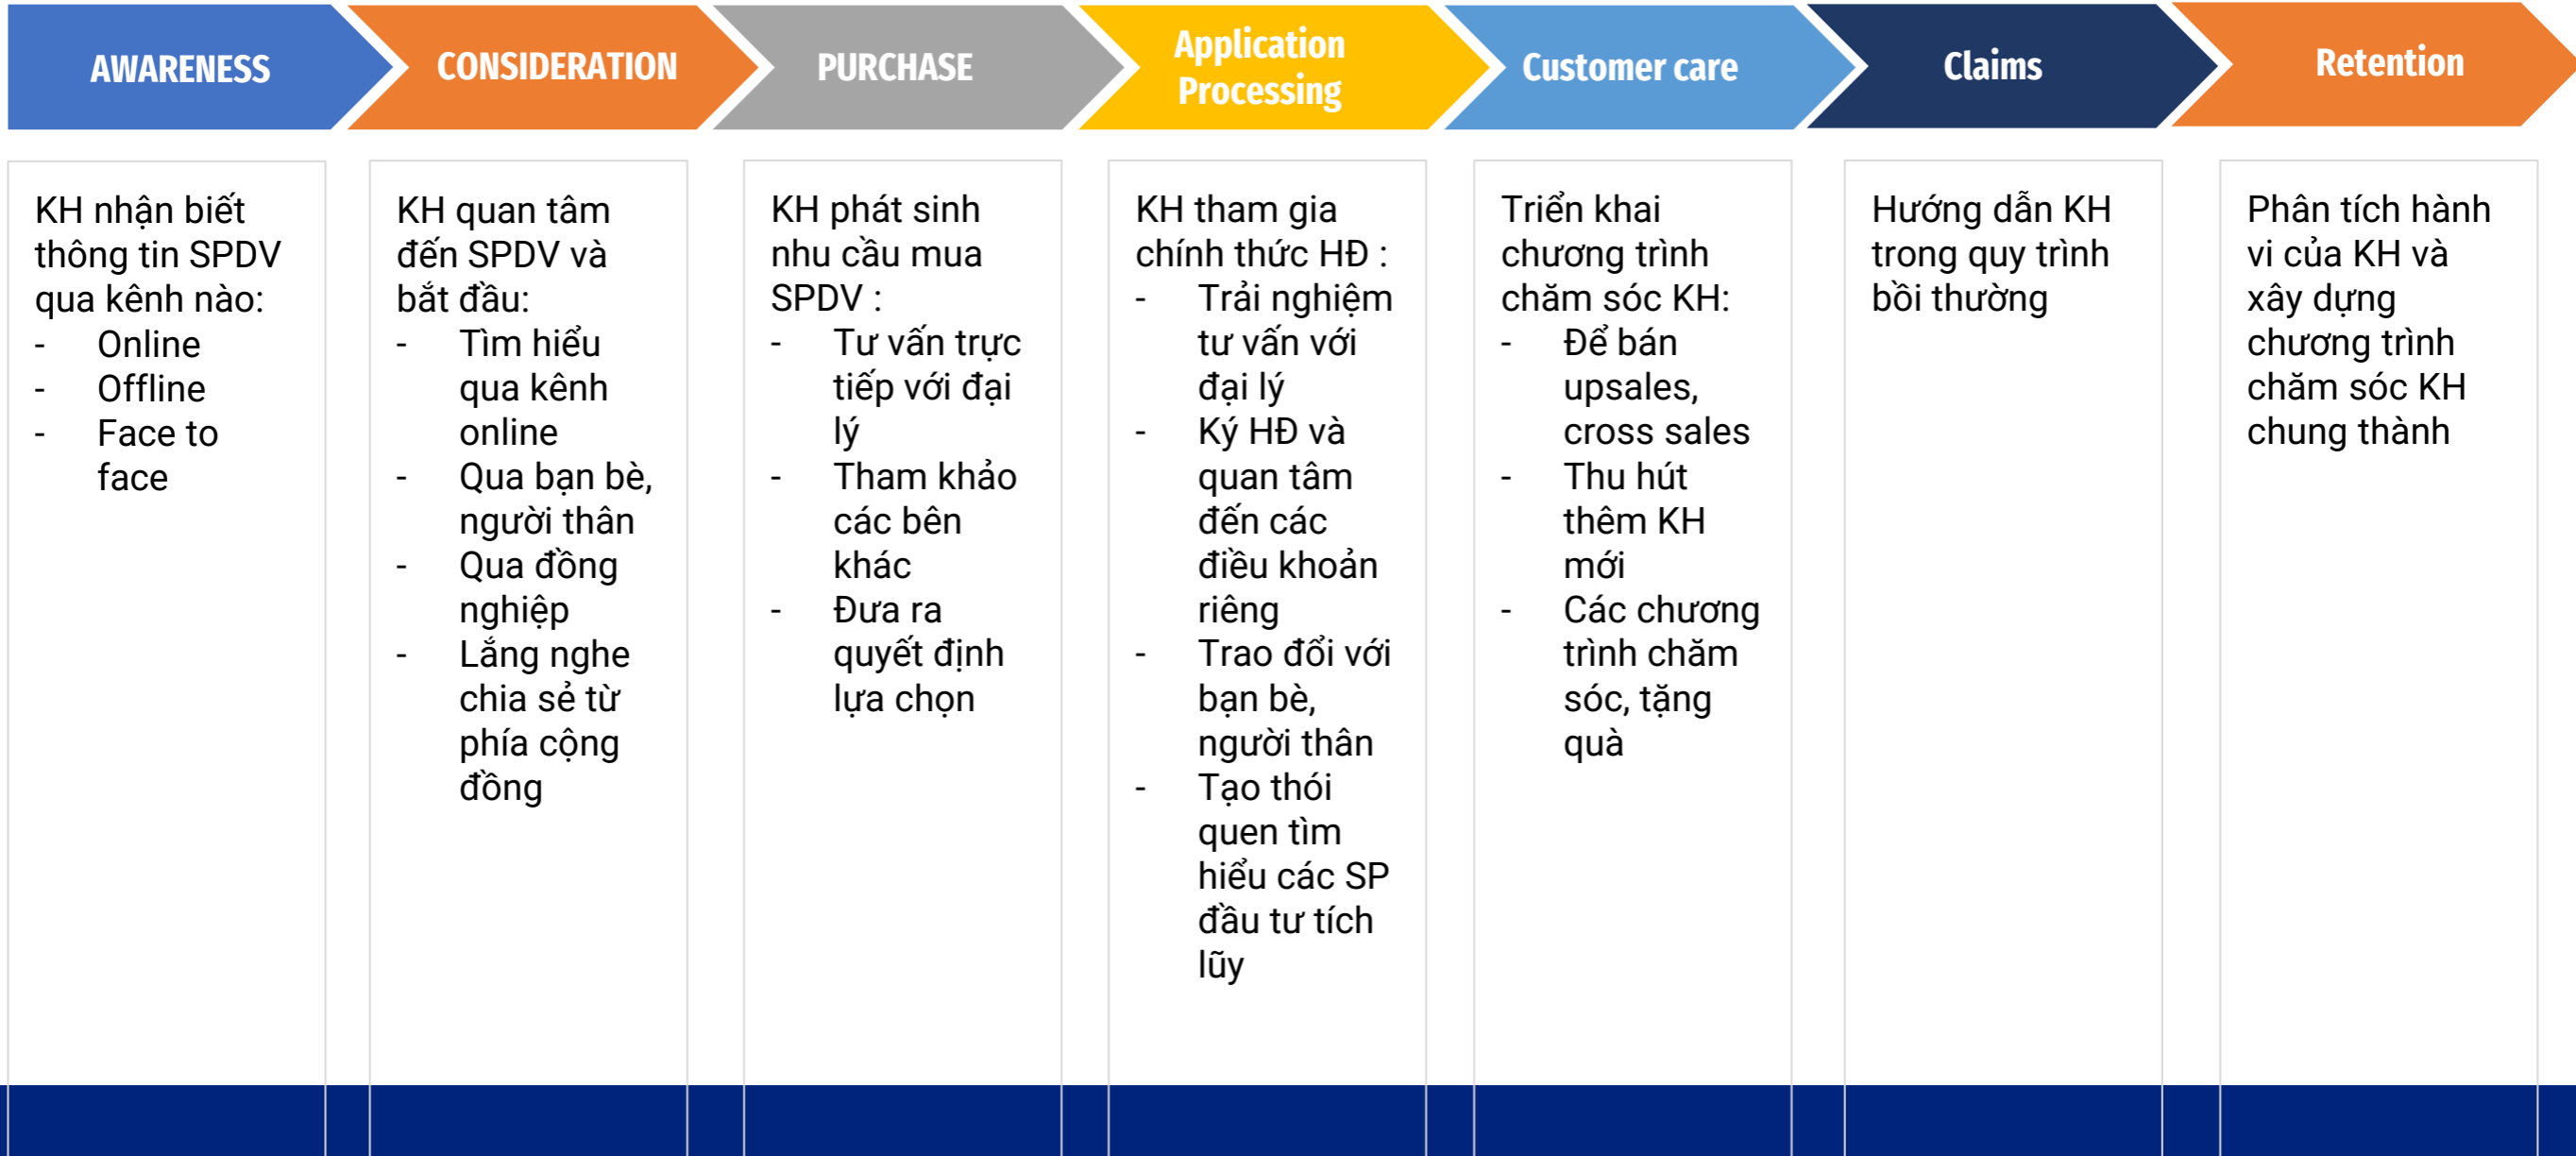 AWARENESS
CONSIDERATION
PURCHASE
Application
Processing
Customer care
Claims
Retention
KH nhận biết
thông tin SPDV
qua kênh nào:
- Online
- Offline
- Face to
face
KH quan tâm
đến SPDV và
bắt đầu:
- Tìm hiểu
qua kênh
online
- Qua bạn bè,
người thân
- Qua đồng
nghiệp
- Lắng nghe
chia sẻ từ
phía cộng
đồng
KH phát sinh
nhu cầu mua
SPDV :
- Tư vấn trực
tiếp với đại
lý
- Tham khảo
các bên
khác
- Đưa ra
quyết định
lựa chọn
KH tham gia
chính thức HĐ :
- Trải nghiệm
tư vấn với
đại lý
- Ký HĐ và
quan tâm
đến các
điều khoản
riêng
- Trao đổi với
bạn bè,
người thân
- Tạo thói
quen tìm
hiểu các SP
đầu tư tích
lũy
Triển khai
chương trình
chăm sóc KH:
- Để bán
upsales,
cross sales
- Thu hút
thêm KH
mới
- Các chương
trình chăm
sóc, tặng
quà
Hướng dẫn KH
trong quy trình
bồi thường
Phân tích hành
vi của KH và
xây dựng
chương trình
chăm sóc KH
chung thành